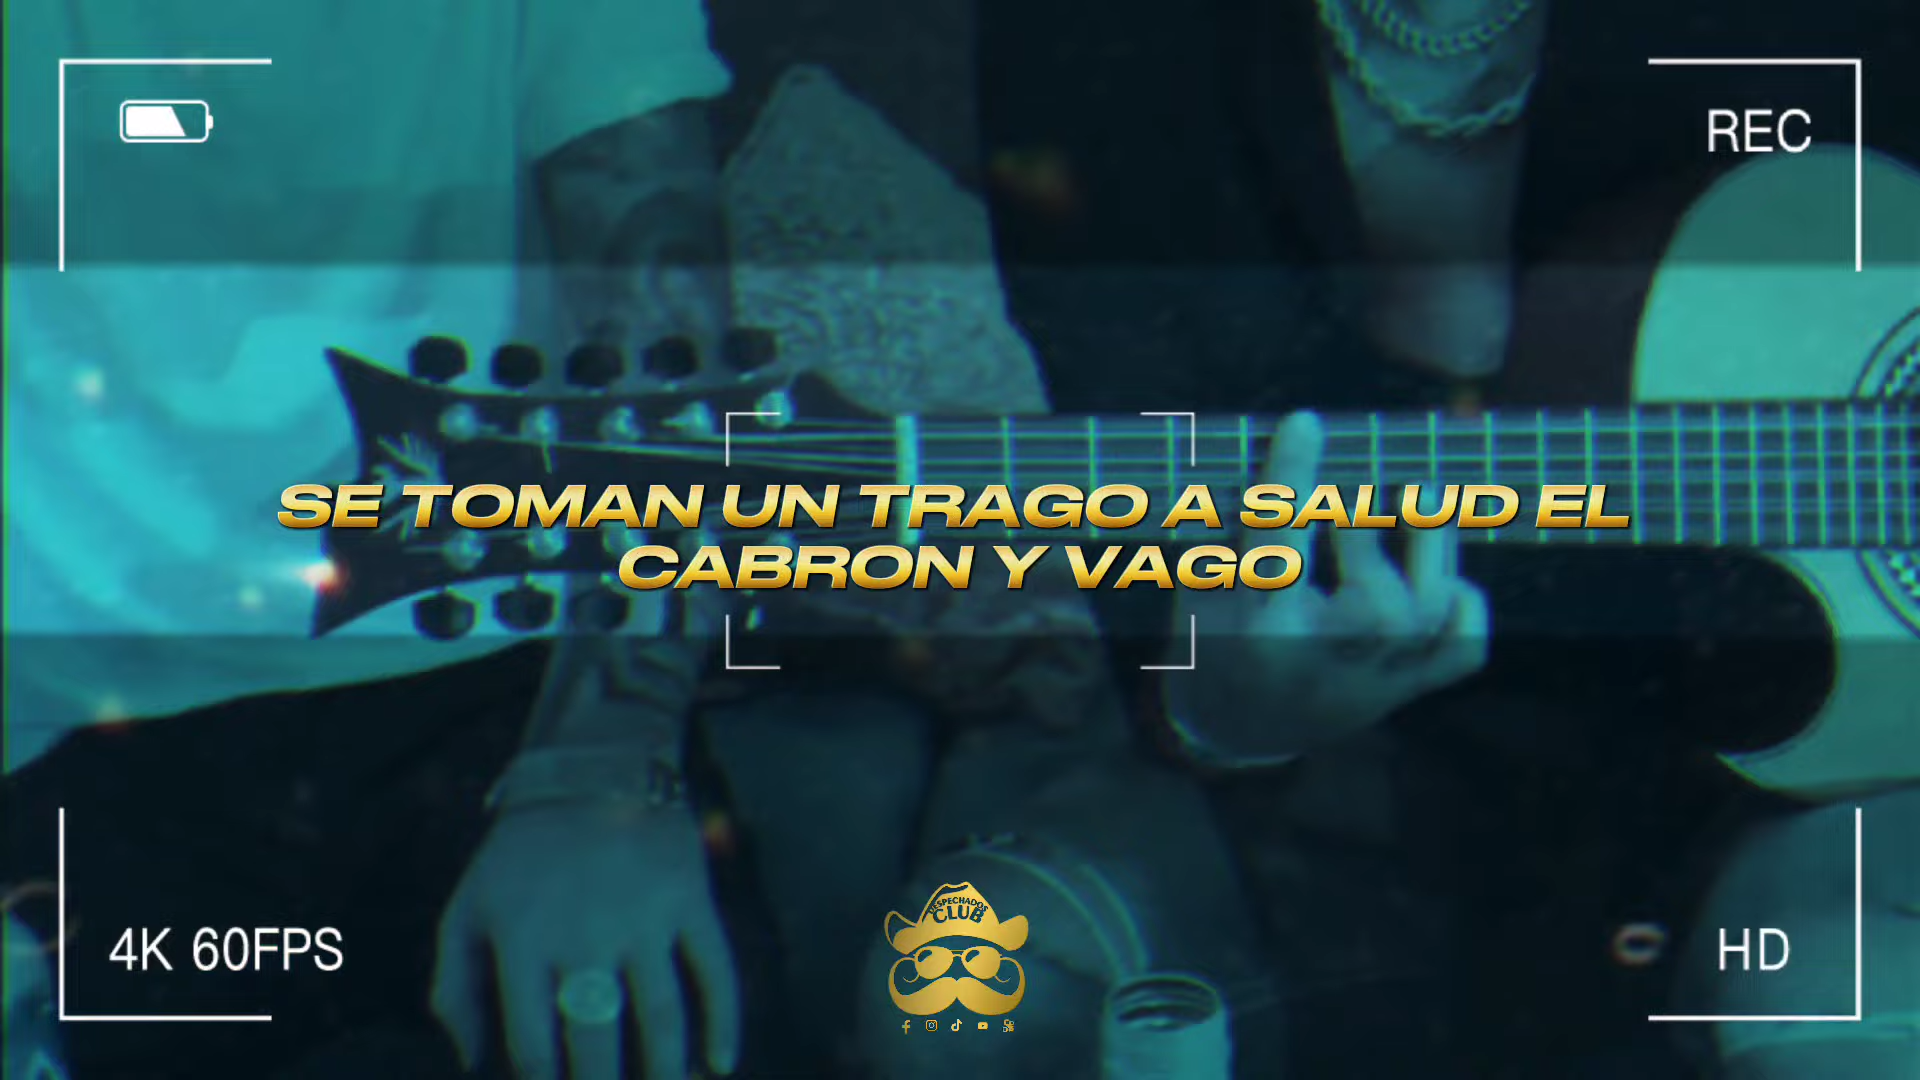 REC
SE TOMAN UN TRAGO A SALUD EL
CABRON Y VAGO
DESPECHADOS
CLUB
4K 60FPS
HD